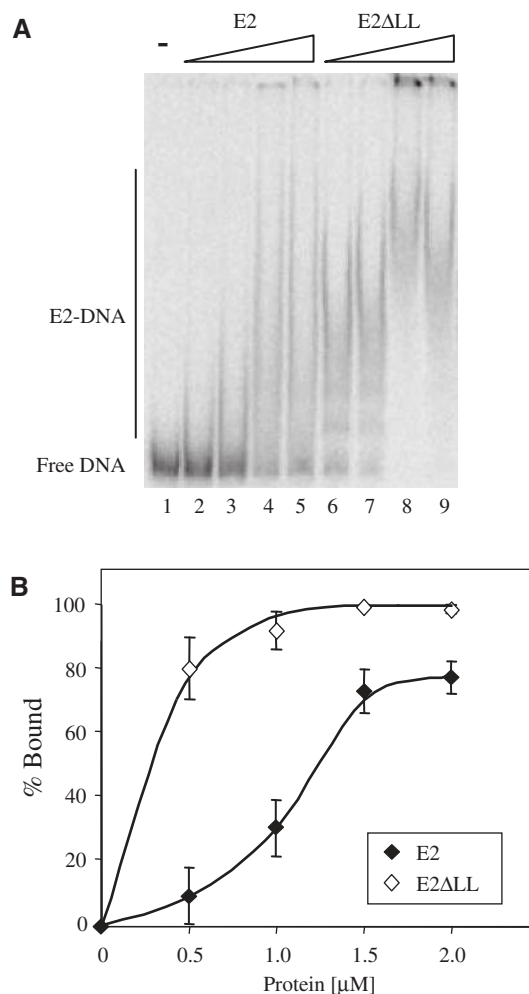 A
E2 E2ΔLL
-
E2-DNA
Free DNA
1 2 3 4 5 6 7 8 9
B
100
80
60
40
20
0
% Bound
E2
E2ΔLL
0 0.5 1.0 1.5 2.0
Protein [μM]